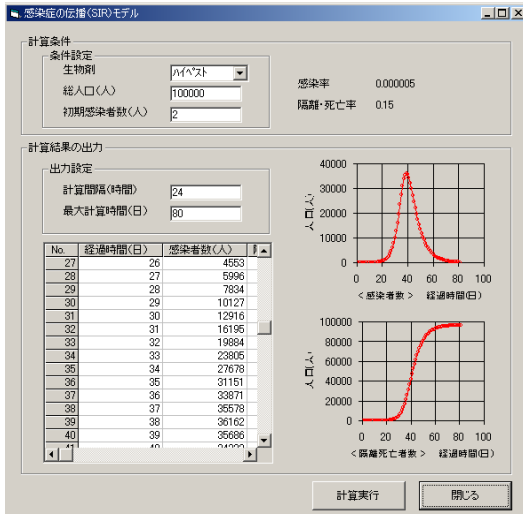 感染症の伝播(SIR)モデル
計算条件
条件設定
生物剤 ハイペスト
総人口(人) 100000
初期感染者数(人) 2
感染率 0.000005
隔離・死亡率 0.15
計算結果の出力
出力設定
計算間隔(時間) 24
最大計算時間(日) 80
No. 経過時間(日) 感染者数(人)
27 26 4553
28 27 5996
29 28 7834
30 29 10127
31 30 12916
32 31 16195
33 32 19884
34 33 23805
35 34 27678
36 35 31151
37 36 33871
38 37 35578
39 38 36162
40 39 35686
人口(人)
40000
30000
20000
10000
0
0 20 40 60 80 100
<感染者数> 経過時間(日)
人口(人)
100000
80000
60000
40000
20000
0
0 20 40 60 80 100
<隔離死亡者数> 経過時間(日)
計算実行
閉じる